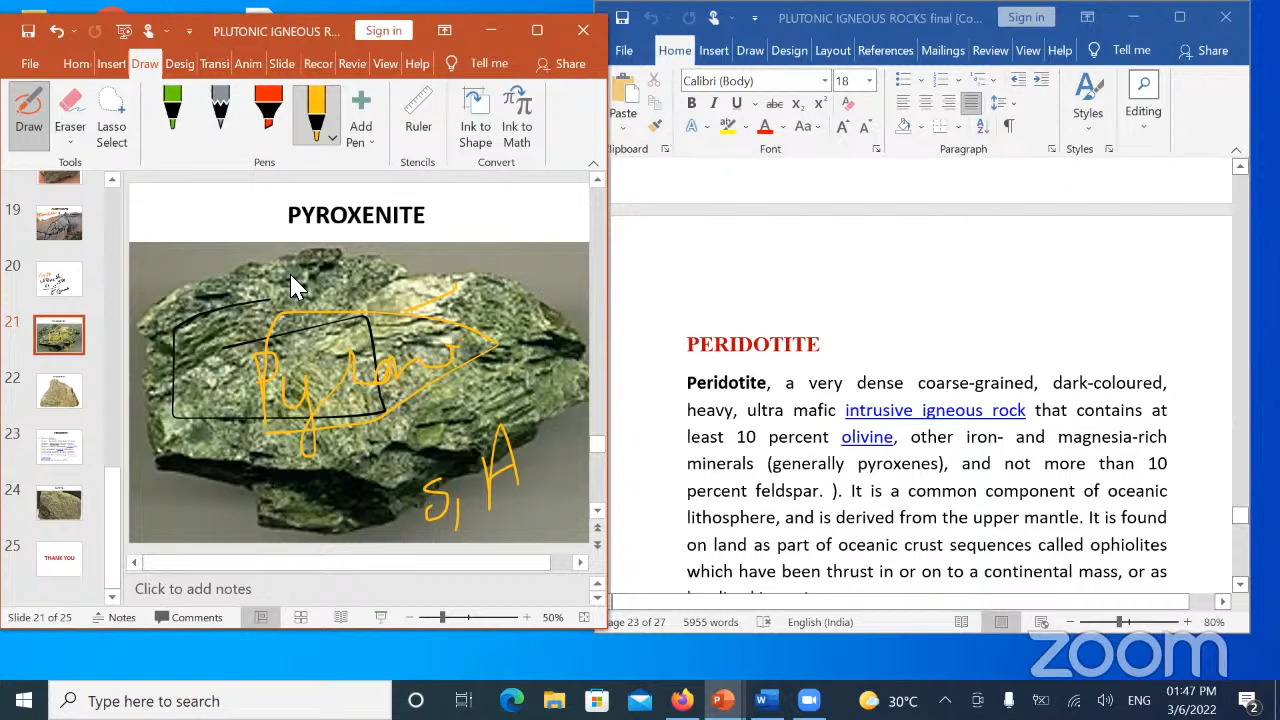 PLUTONIC IGNEOUS R...
Sign in
File
Hom
Insert
Draw
Desig
Transi
Anim
Slide
Recor
Revie
View
Help
Tell me
Share
Draw
Eraser
Lasso
Select
Add
Pen
Ruler
Ink to
Shape
Ink to
Math
Tools
Pens
Stencils
Convert
19
20
21
22
23
24
25
THANK YOU
PYROXENITE
S, A
Click to add notes
Slide 21 of 25
Notes
Comments
50%
PLUTONIC IGNEOUS ROCKS final [Co...
Sign in
File
Home
Insert
Draw
Design
Layout
References
Mailings
Review
View
Help
Tell me
Share
Paste
Calibri (Body)
18
Styles
Editing
Clipboard
Font
Paragraph
Styles
PERIDOTITE
Peridotite, a very dense coarse-grained, dark-coloured,
heavy, ultra mafic intrusive igneous rock that contains at
least 10 percent olivine, other iron- and magnesia-rich
minerals (generally pyroxenes), and not more than 10
percent feldspar. ). It is a common component of oceanic
lithosphere, and is derived from the upper mantle. It is found
on land as part of oceanic crust sequences called ophiolites
which have been thrust in or on to a continental mass, or as
Page 23 of 27
5955 words
English (India)
80%
zoom
Type here to search
30°C
ENG
01:47 PM
3/6/2022
2